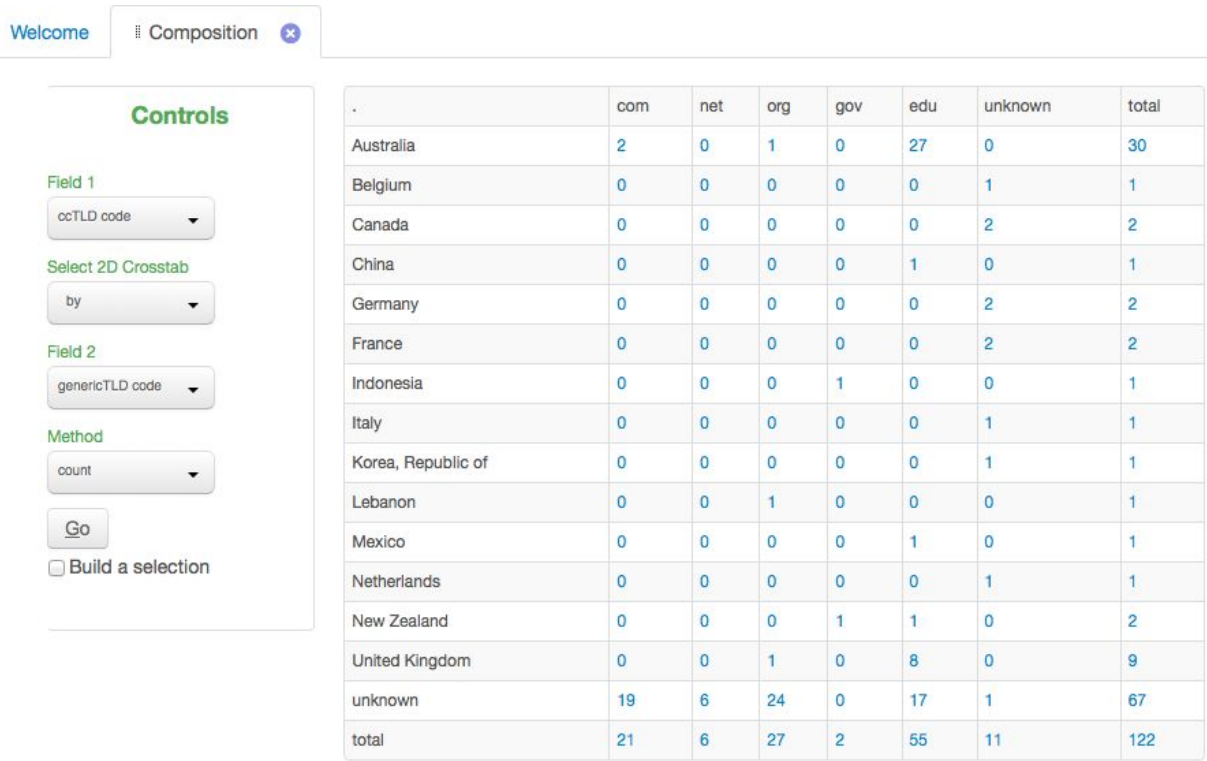 Welcome
Composition
Controls
Field 1
ccTLD code
Select 2D Crosstab
by
Field 2
genericTLD code
Method
count
Go
Build a selection
. com net org gov edu unknown total
Australia 2 0 1 0 27 0 30
Belgium 0 0 0 0 0 1 1
Canada 0 0 0 0 0 2 2
China 0 0 0 0 1 0 1
Germany 0 0 0 0 0 2 2
France 0 0 0 0 0 2 2
Indonesia 0 0 0 1 0 0 1
Italy 0 0 0 0 0 1 1
Korea, Republic of 0 0 0 0 0 1 1
Lebanon 0 0 1 0 0 0 1
Mexico 0 0 0 0 1 0 1
Netherlands 0 0 0 0 0 1 1
New Zealand 0 0 0 1 1 0 2
United Kingdom 0 0 1 0 8 0 9
unknown 19 6 24 0 17 1 67
total 21 6 27 2 55 11 122